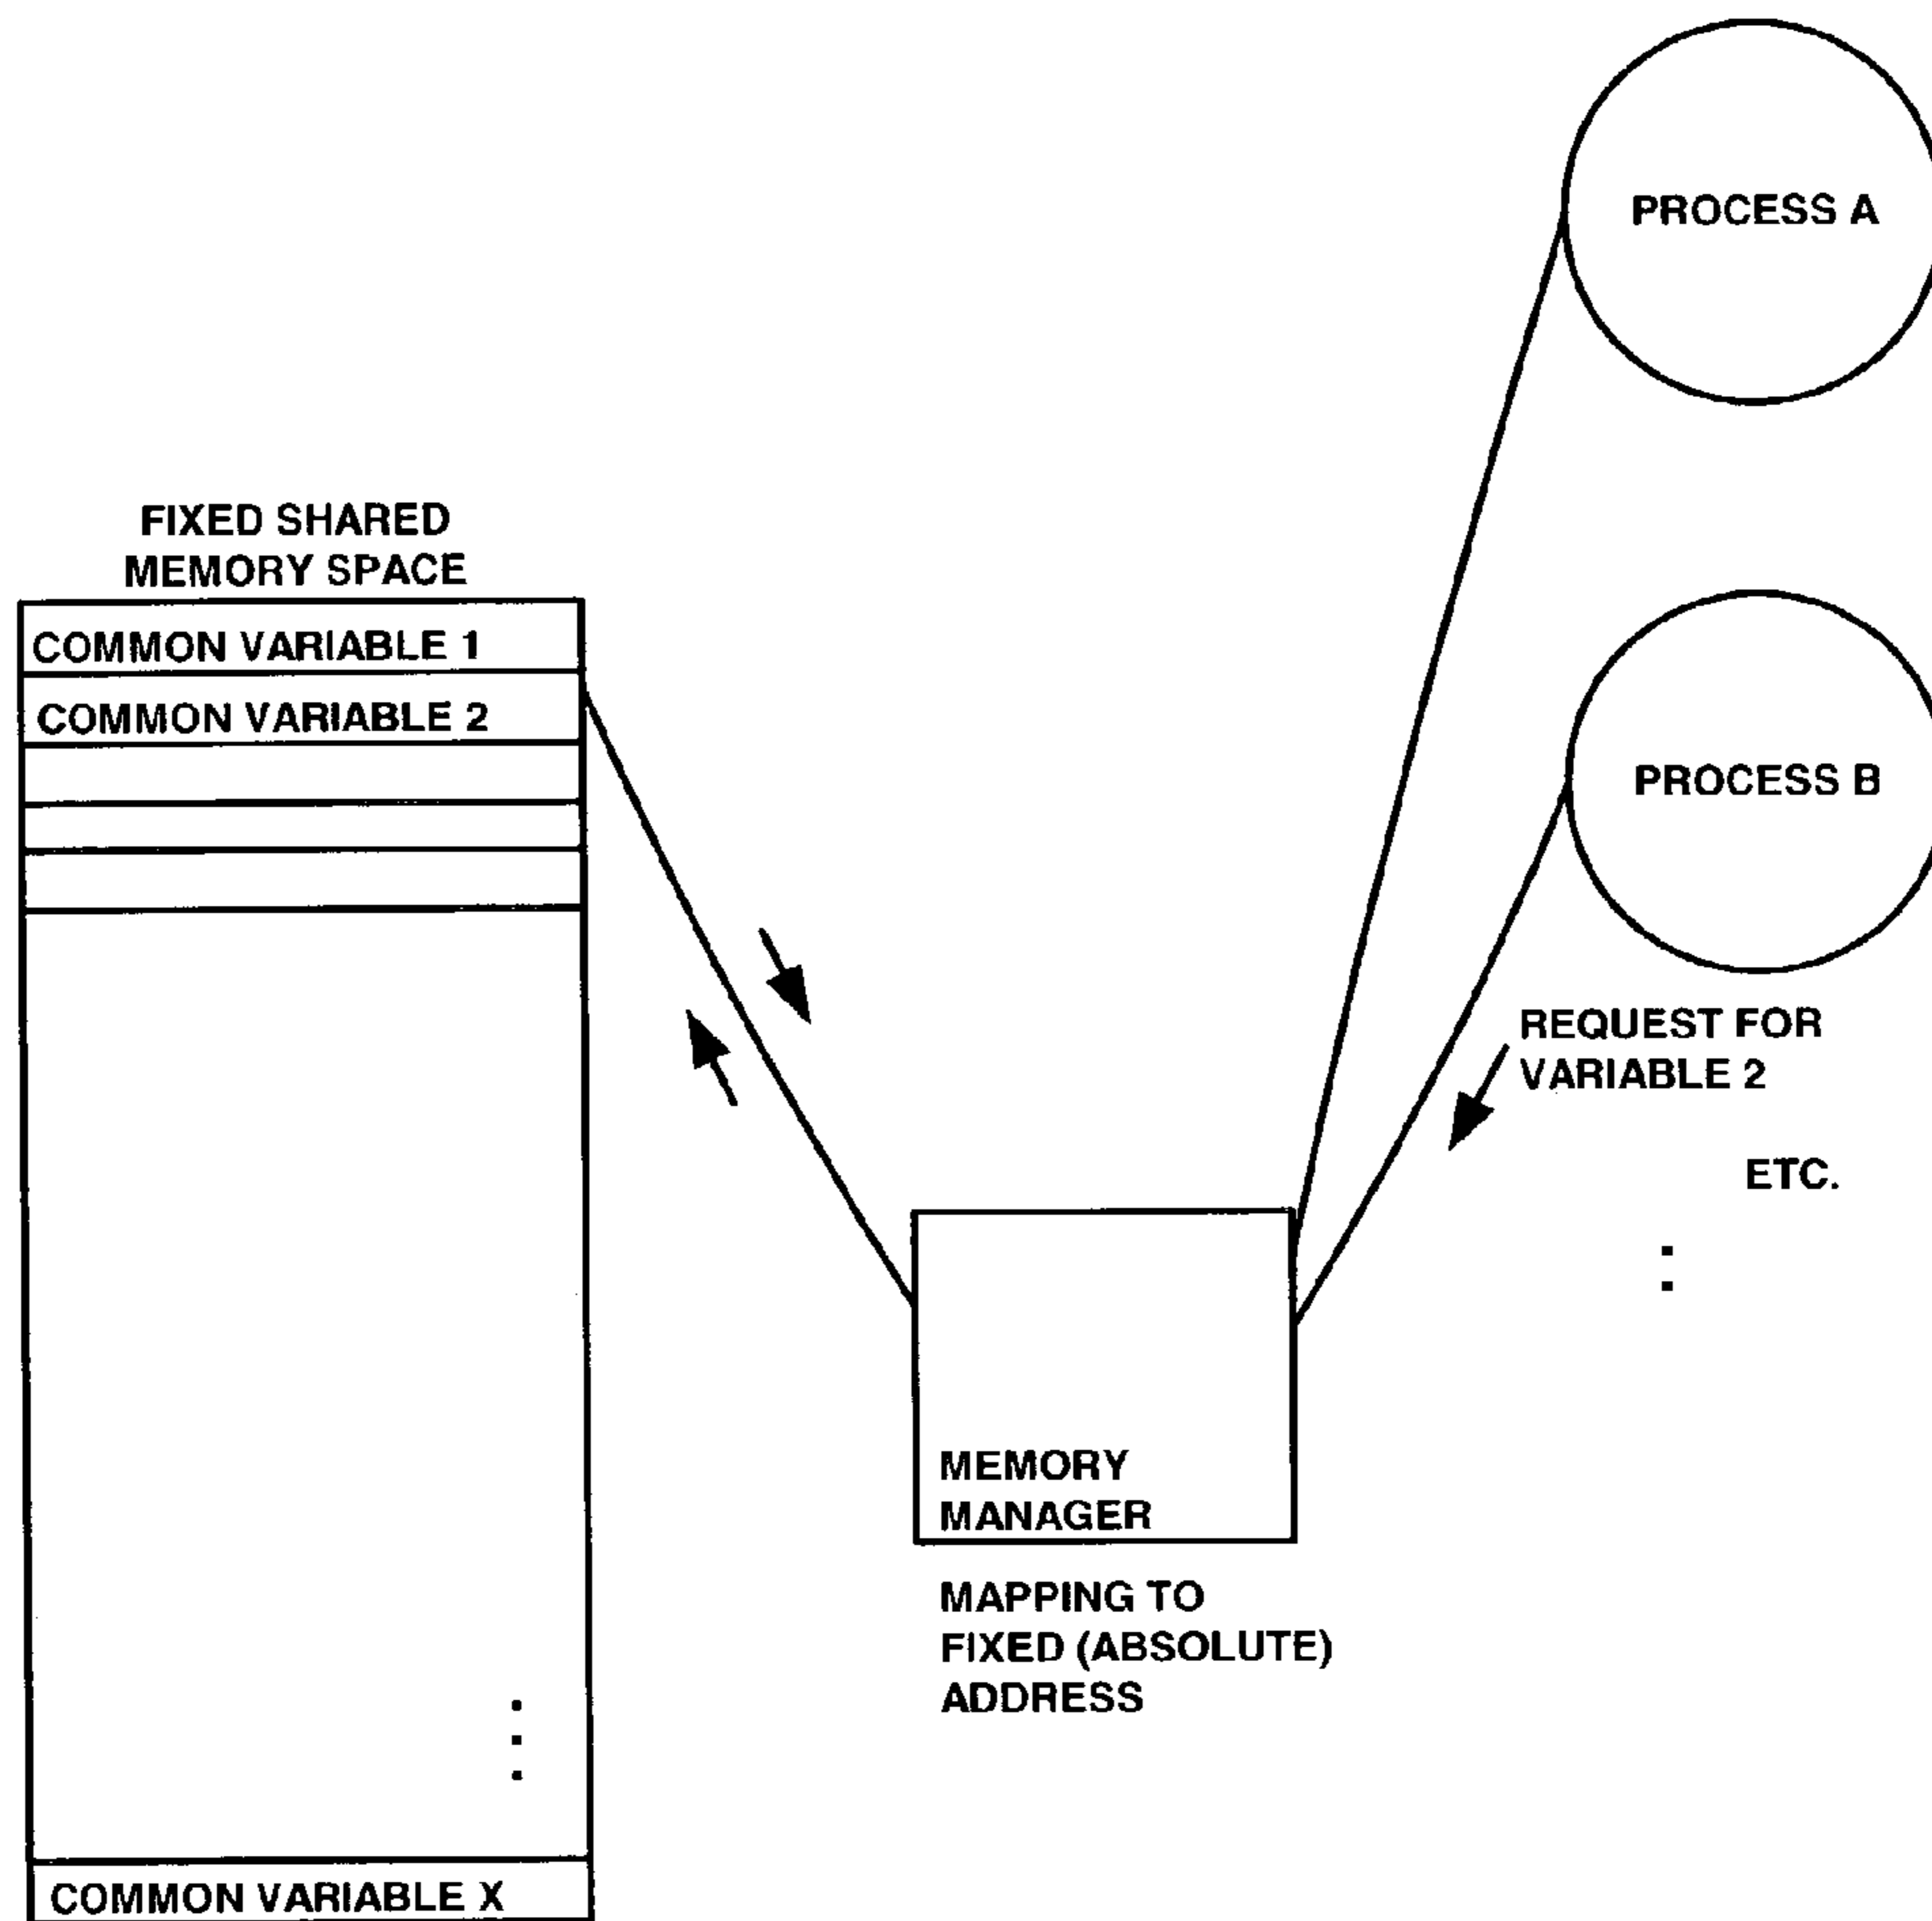 PROCESS A
FIXED SHARED
MEMORY SPACE
COMMON VARIABLE 1
COMMON VARIABLE 2
PROCESS B
REQUEST FOR
VARIABLE 2
ETC.
MEMORY
MANAGER
MAPPING TO
FIXED (ABSOLUTE)
ADDRESS
COMMON VARIABLE X